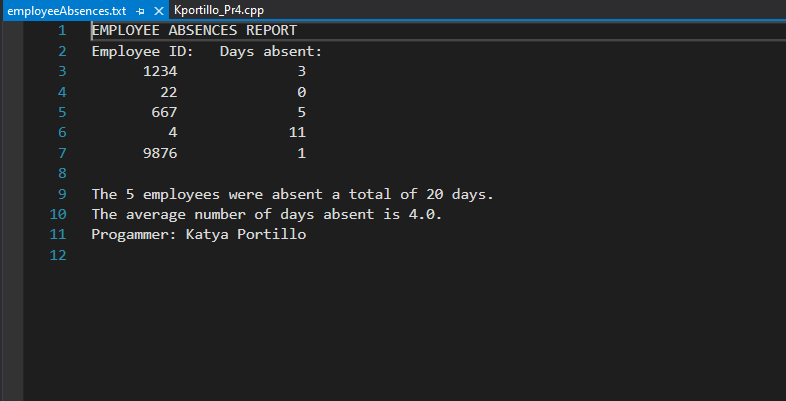 employeeAbsences.txt Kportillo_Pr4.cpp
1 EMPLOYEE ABSENCES REPORT
2 Employee ID: Days absent:
3 1234 3
4 22 0
5 667 5
6 4 11
7 9876 1
8
9 The 5 employees were absent a total of 20 days.
10 The average number of days absent is 4.0.
11 Progammer: Katya Portillo
12